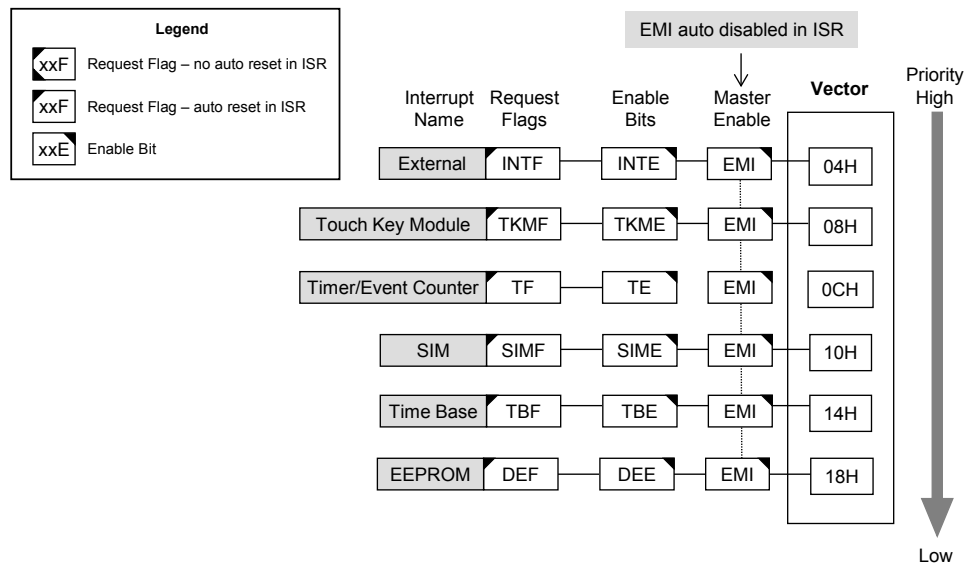 Legend
xxF Request Flag – no auto reset in ISR
xxF Request Flag – auto reset in ISR
xxE Enable Bit
EMI auto disabled in ISR
Interrupt Name
Request Flags
Enable Bits
Master Enable
Vector
Priority High
External INTF INTE EMI 04H
Touch Key Module TKMF TKME EMI 08H
Timer/Event Counter TF TE EMI 0CH
SIM SIMF SIME EMI 10H
Time Base TBF TBE EMI 14H
EEPROM DEF DEE EMI 18H
Low